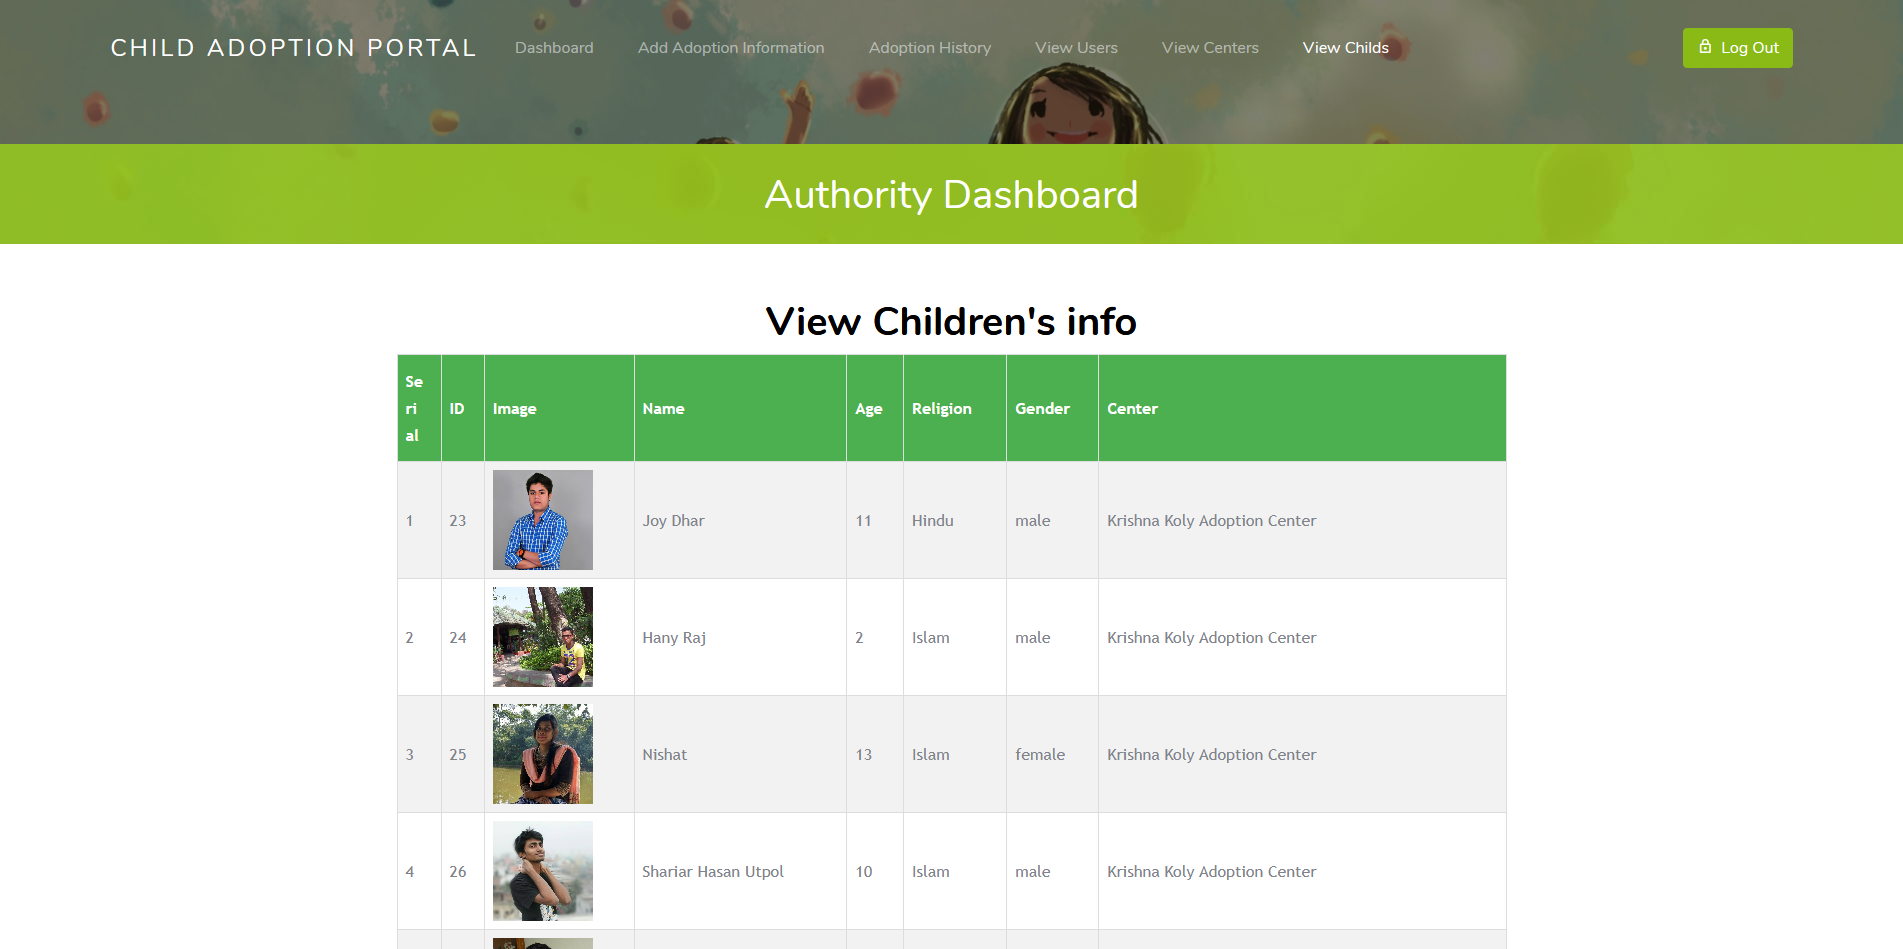 CHILD ADOPTION PORTAL Dashboard Add Adoption Information Adoption History View Users View Centers View Childs Log Out
Authority Dashboard
View Children's info
Se
ri
al ID Image Name Age Religion Gender Center
1 23 Joy Dhar 11 Hindu male Krishna Koly Adoption Center
2 24 Hany Raj 2 Islam male Krishna Koly Adoption Center
3 25 Nishat 13 Islam female Krishna Koly Adoption Center
4 26 Shariar Hasan Utpol 10 Islam male Krishna Koly Adoption Center